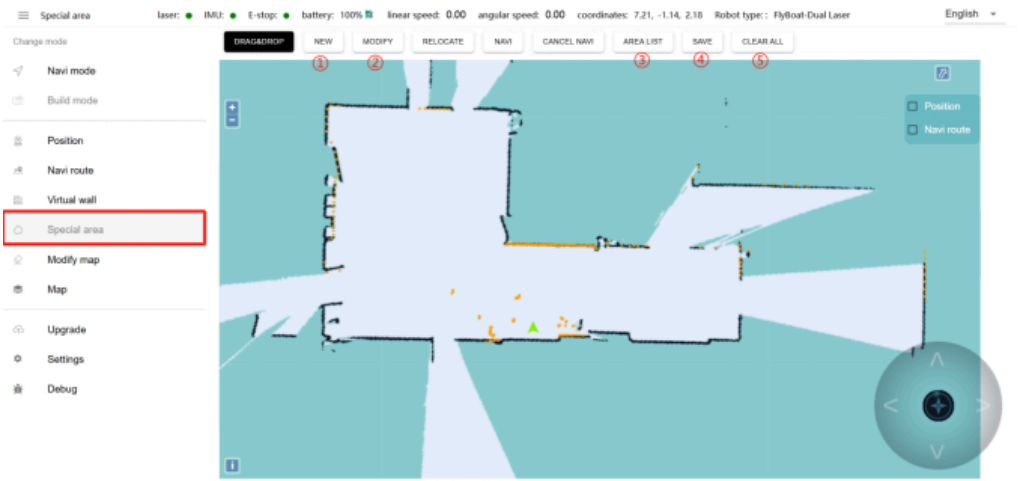 Special area laser: IMU: E-stop: battery: 100% linear speed: 0.00 angular speed: 0.00 coordinates: 7.21, -1.14, 2.18 Robot type: : FlyBoat-Dual Laser English
Change mode DRAG&DROP NEW MODIFY RELOCATE NAVI CANCEL NAVI AREA LIST SAVE CLEAR ALL
① ② ③ ④ ⑤
Navi mode
+
Build mode
Position
−
Navi route
Position
Navi route
Virtual wall
Special area
Modify map
Map
Upgrade
Settings
Debug
i